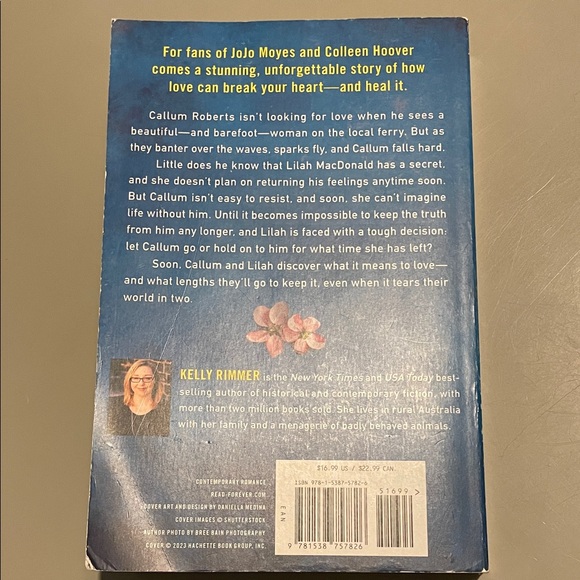 For fans of JoJo Moyes and Colleen Hoover
comes a stunning, unforgettable story of how
love can break your heart—and heal it.
Callum Roberts isn't looking for love when he sees a
beautiful—and barefoot—woman on the local ferry. But as
they banter over the waves, sparks fly, and Callum falls hard.
Little does he know that Lilah MacDonald has a secret,
and she doesn't plan on returning his feelings anytime soon.
But Callum isn't easy to resist, and soon, she can't imagine
life without him. Until it becomes impossible to keep the truth
from him any longer, and Lilah is faced with a tough decision:
let Callum go or hold on to him for what time she has left?
Soon, Callum and Lilah discover what it means to love—
and what lengths they'll go to keep it, even when it tears their
world in two.
KELLY RIMMER is the New York Times and USA Today best-
selling author of historical and contemporary fiction, with
more than two million books sold. She lives in rural Australia
with her family and a menagerie of badly behaved animals.
CONTEMPORARY ROMANCE
READ-FOREVER.COM
COVER ART AND DESIGN BY DANIELLA MEDINA
COVER IMAGES © SHUTTERSTOCK
AUTHOR PHOTO BY BREE BAIN PHOTOGRAPHY
COVER © 2023 HACHETTE BOOK GROUP, INC.
$16.99 US / $22.99 CAN.
ISBN 978-1-5387-5782-6
51699>
EAN
9 781538 757826